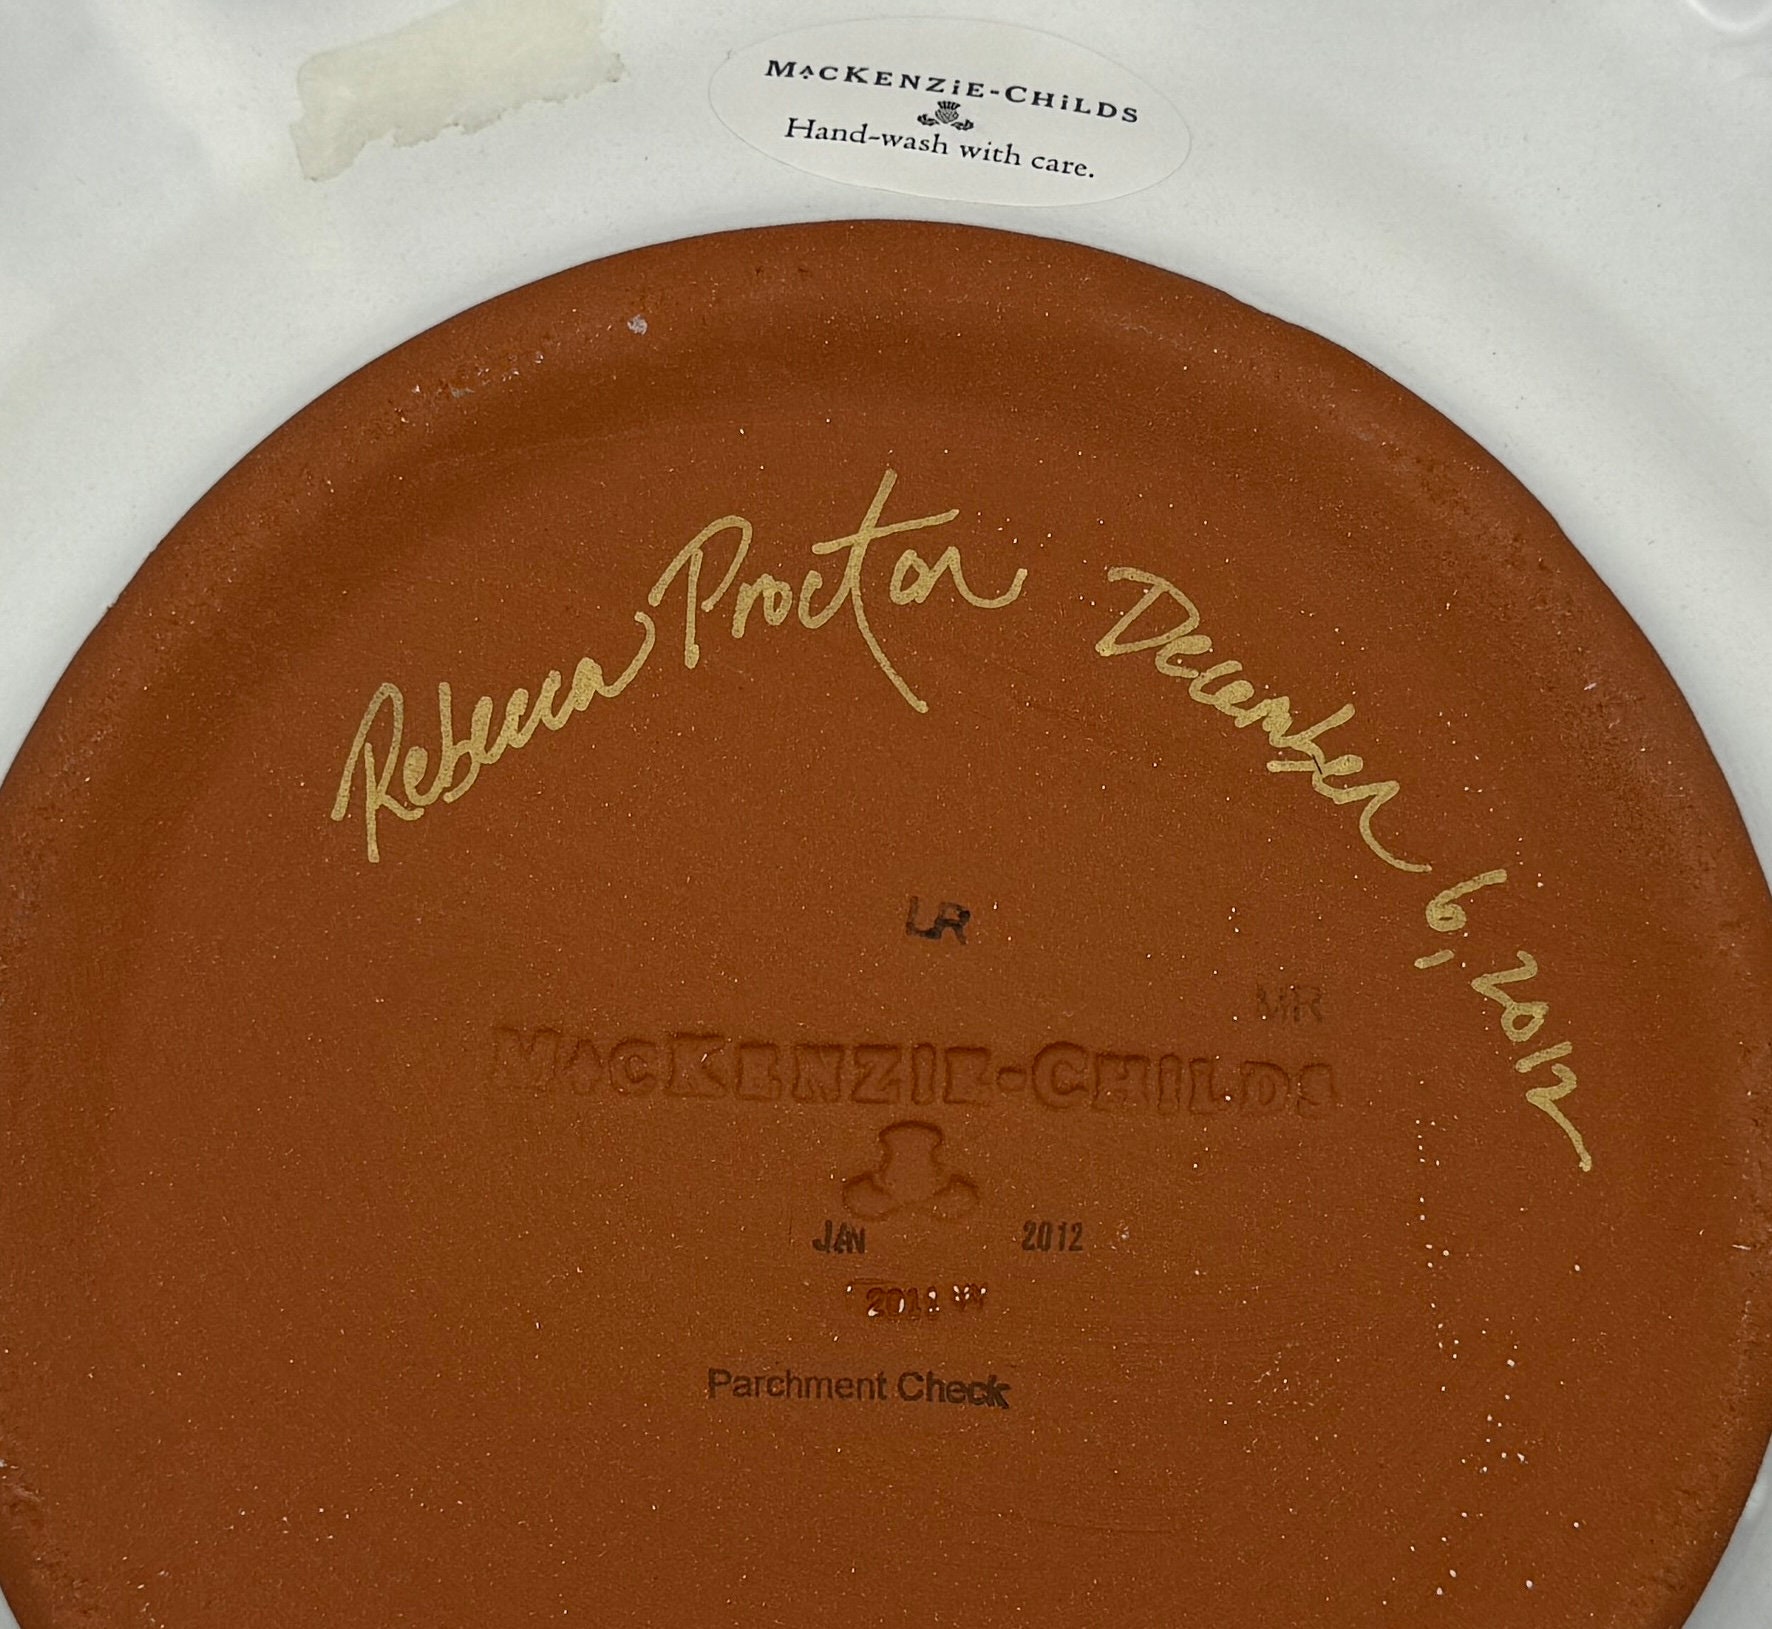 MACKENZiE-CHiLDS
Hand-wash with care.
Rebecca Proctor December 6, 2012
LR
MR
MACKENZIE-CHILDS
JAN 2012
2011
Parchment Check